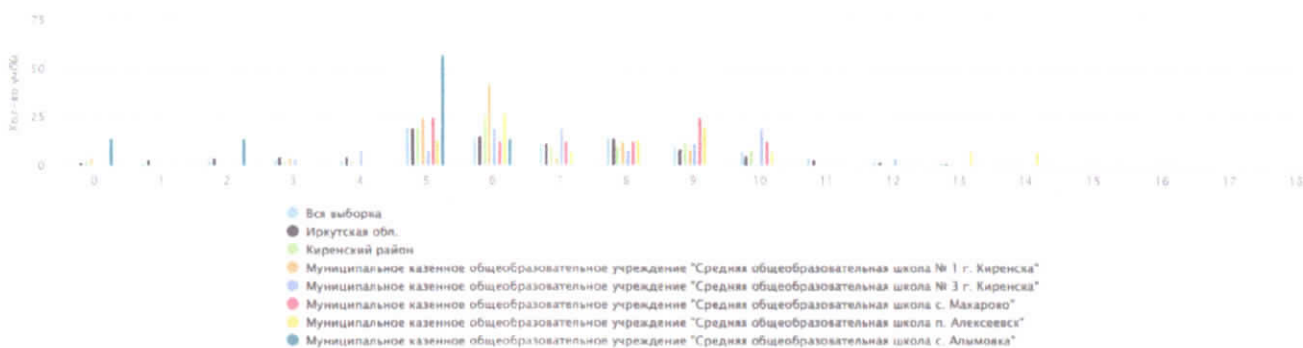 75
50
25
0
0 1 2 3 4 5 6 7 8 9 10 11 12 13 14 15 16 17 18
Вся выборка
Иркутская обл.
Киренский район
Муниципальное казенное общеобразовательное учреждение "Средняя общеобразовательная школа № 1 г. Киренска"
Муниципальное казенное общеобразовательное учреждение "Средняя общеобразовательная школа № 3 г. Киренска"
Муниципальное казенное общеобразовательное учреждение "Средняя общеобразовательная школа с. Макарово"
Муниципальное казенное общеобразовательное учреждение "Средняя общеобразовательная школа п. Алексеевск"
Муниципальное казенное общеобразовательное учреждение "Средняя общеобразовательная школа с. Алымовка"